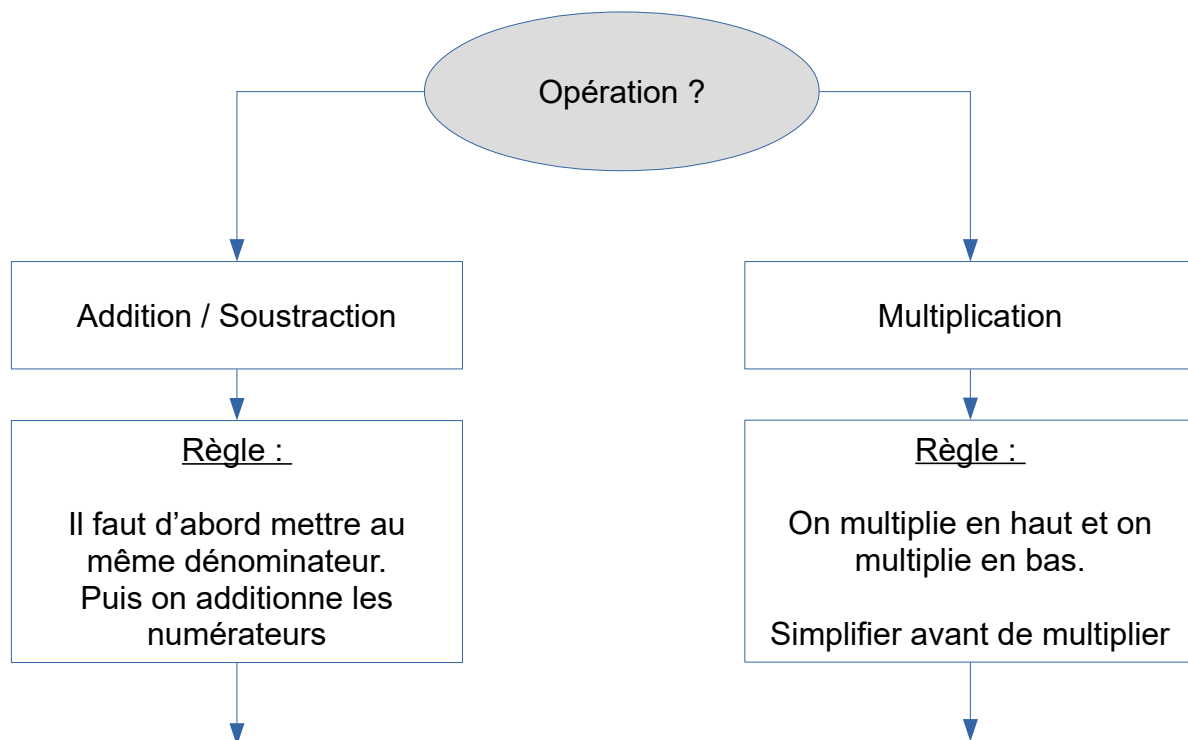 Opération ?
Addition / Soustraction
Multiplication
Règle :
Il faut d’abord mettre au
même dénominateur.
Puis on additionne les
numérateurs
Règle :
On multiplie en haut et on
multiplie en bas.
Simplifier avant de multiplier